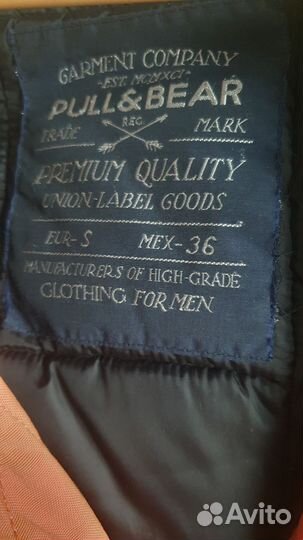 GARMENT COMPANY
-EST. MCMXCI-
PULL&BEAR
TRADE REG. MARK
PREMIUM QUALITY
UNION-LABEL GOODS
EUR-S MEX-36
MANUFACTURERS OF HIGH-GRADE
CLOTHING FOR MEN
Avito